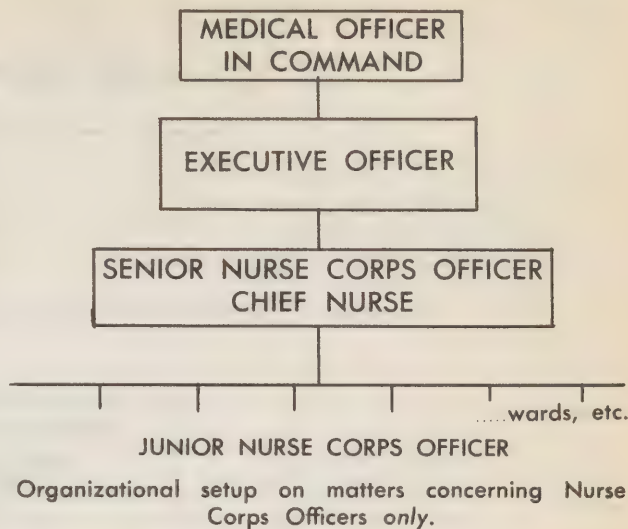 MEDICAL OFFICER
IN COMMAND
EXECUTIVE OFFICER
SENIOR NURSE CORPS OFFICER
CHIEF NURSE
.....wards, etc.
JUNIOR NURSE CORPS OFFICER
Organizational setup on matters concerning Nurse
Corps Officers only.